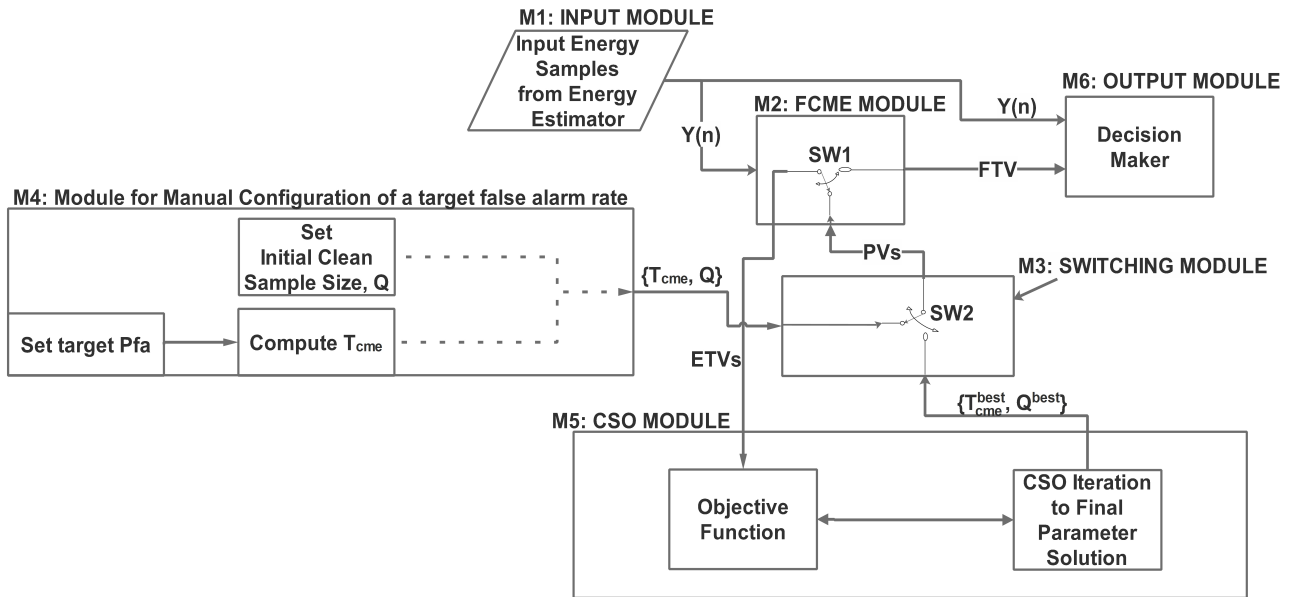 M1: INPUT MODULE
Input Energy
Samples
from Energy
Estimator
M6: OUTPUT MODULE
M2: FCME MODULE
Y(n)
Y(n)
Decision
Maker
SW1
FTV
M4: Module for Manual Configuration of a target false alarm rate
Set
Initial Clean
Sample Size, Q
PVs
{Tcme, Q}
M3: SWITCHING MODULE
SW2
Set target Pfa
Compute Tcme
ETVs
{Tcme^best, Q^best}
M5: CSO MODULE
Objective
Function
CSO Iteration
to Final
Parameter
Solution